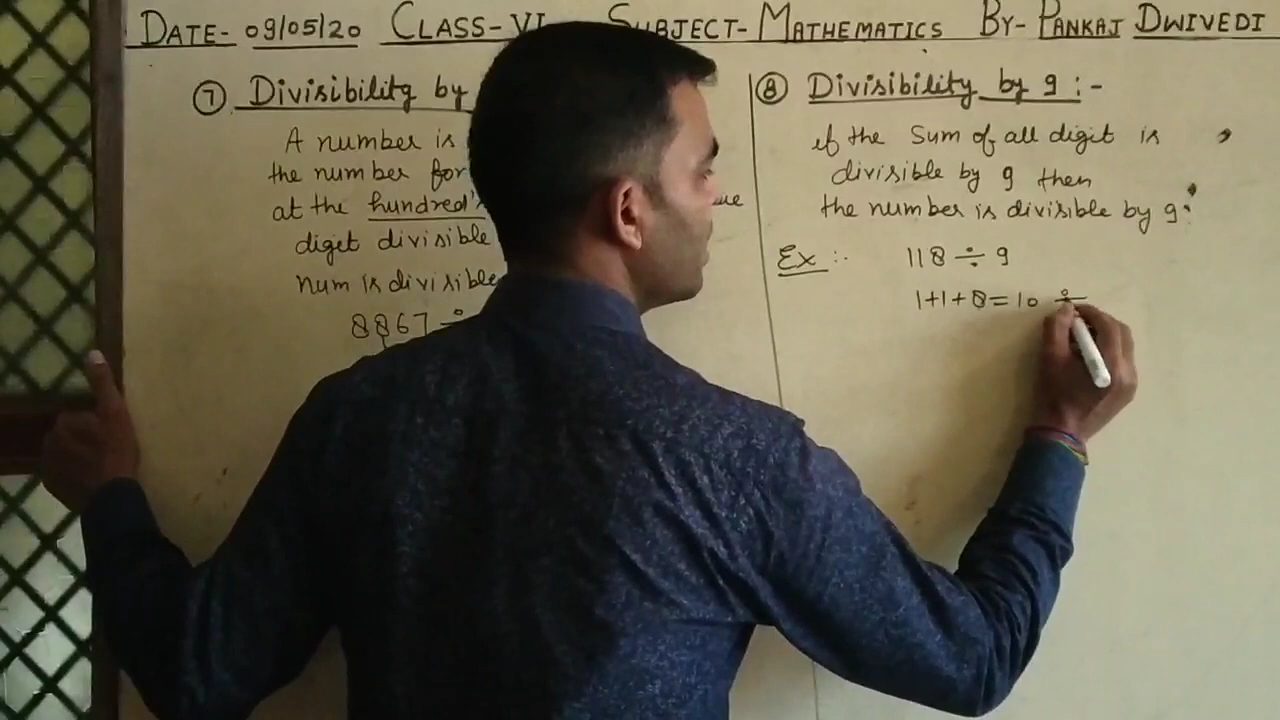 DATE- 09/05/20 CLASS-VI SUBJECT- MATHEMATICS BY- PANKAJ DWIVEDI
⑦ Divisibility by
A number is
the number for
at the hundred's
digit divisible
num is divisible
8867 ÷
⑧ Divisibility by 9 :-
if the Sum of all digit is
divisible by 9 then
the number is divisible by 9.
Ex :- 118 ÷ 9
1+1+8=10 ÷